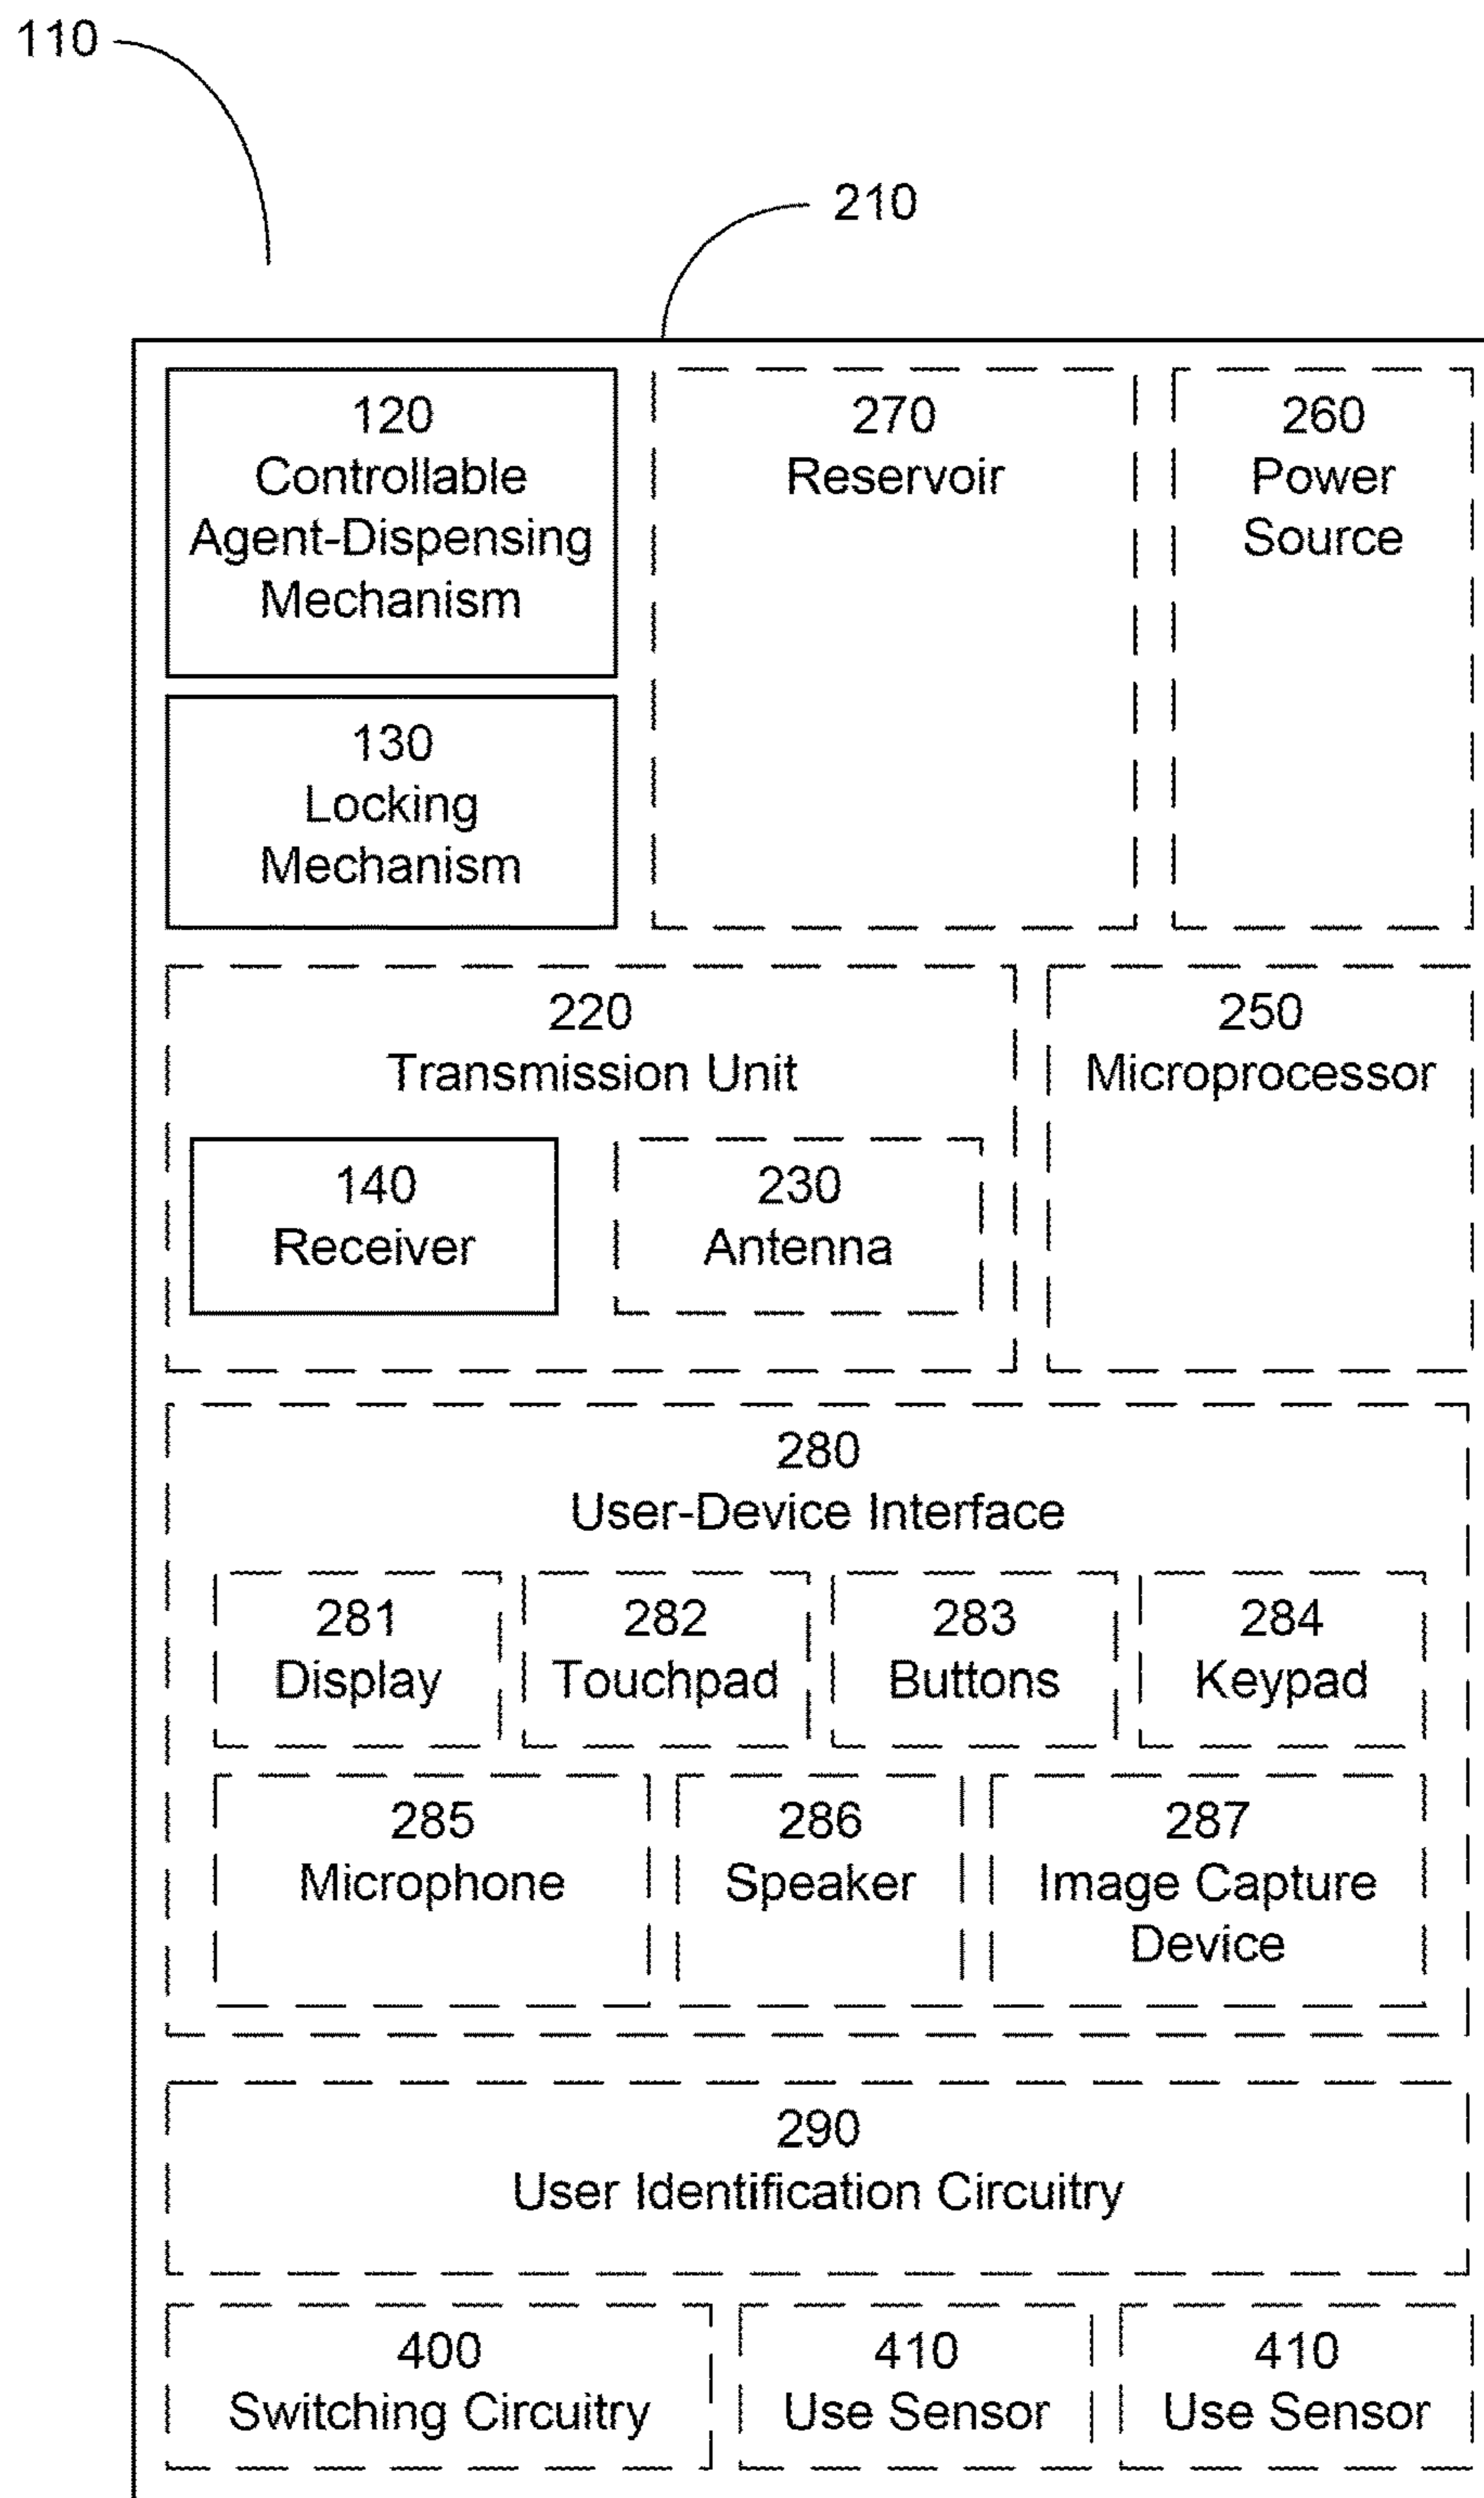 110
210
120
Controllable
Agent-Dispensing
Mechanism
270
Reservoir
260
Power
Source
130
Locking
Mechanism
220
Transmission Unit
250
Microprocessor
140
Receiver
230
Antenna
280
User-Device Interface
281
Display
282
Touchpad
283
Buttons
284
Keypad
285
Microphone
286
Speaker
287
Image Capture
Device
290
User Identification Circuitry
400
Switching Circuitry
410
Use Sensor
410
Use Sensor